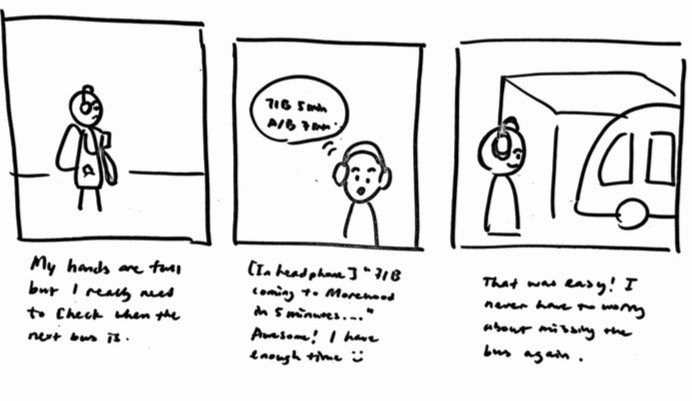 71B 5min
A/B 7min
My hands are full
but I really need
to check when the
next bus is.
[In headphone] "71B
coming to Morewood
in 5 minutes..."
Awesome! I have
enough time
That was easy! I
never have to worry
about missing the
bus again.